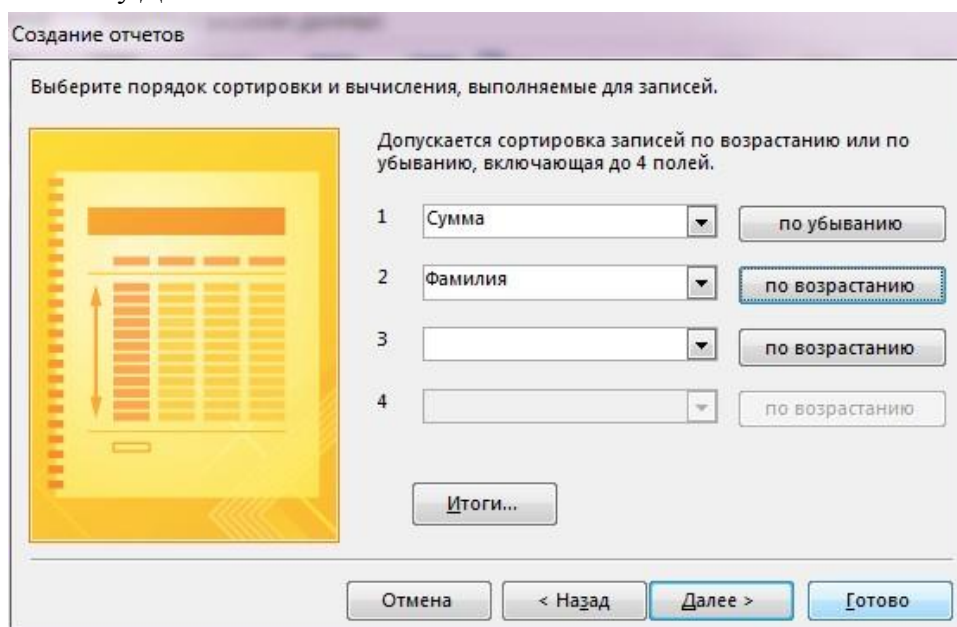 Создание отчетов
Выберите порядок сортировки и вычисления, выполняемые для записей.
Допускается сортировка записей по возрастанию или по
убыванию, включающая до 4 полей.
1 Сумма по убыванию
2 Фамилия по возрастанию
3 по возрастанию
4 по возрастанию
Итоги...
Отмена < Назад Далее > Готово